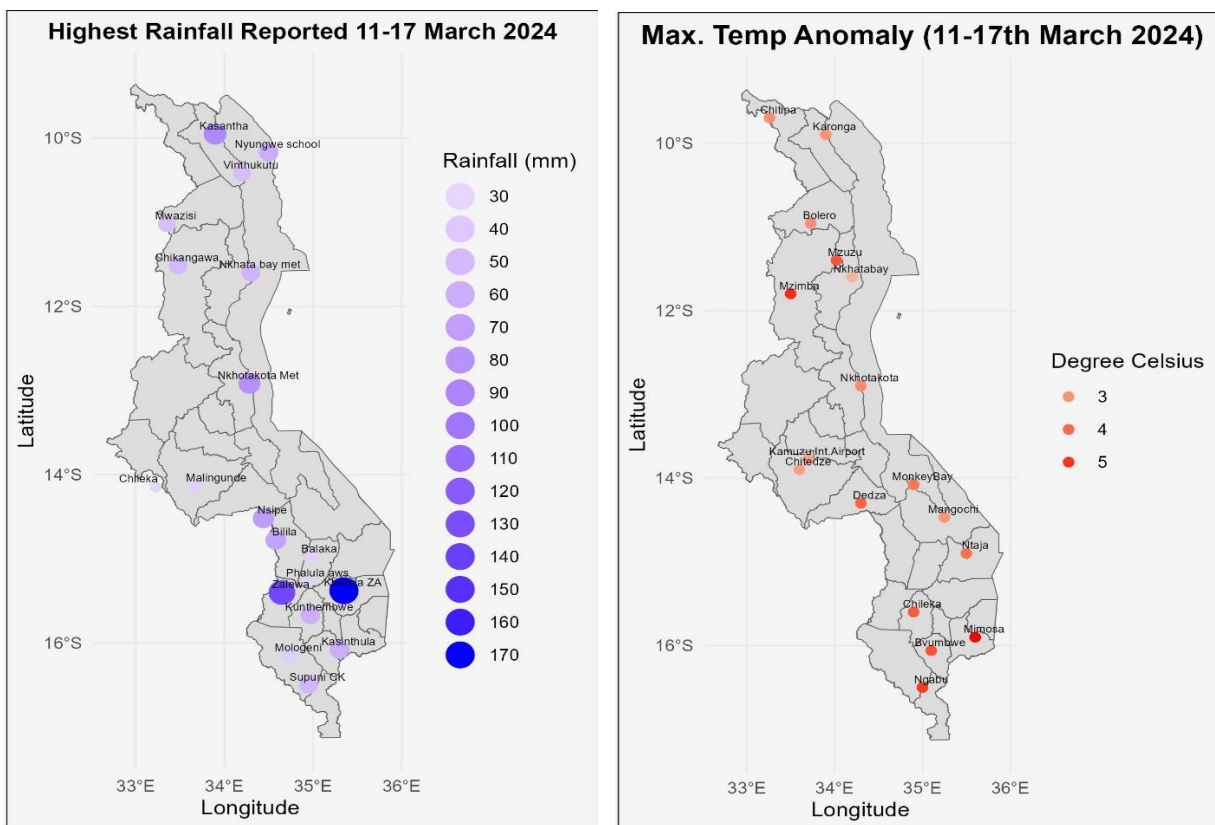 Highest Rainfall Reported 11-17 March 2024
Kasantha
10°S
Nyungwe school
Vinthukutu
Mwazisi
Chikangawa
Nkhata bay met
12°S
Nkhotakota Met
14°S
Chileka
Malingunde
Nsipe
Bilila
Balaka
Phalula aws
Zalewa
ZA
Kunthembwe
16°S
Mologeni
Kasinthula
Supuni CK
33°E
34°E
35°E
36°E
Longitude
Latitude
Rainfall (mm)
30
40
50
60
70
80
90
100
110
120
130
140
150
160
170
Max. Temp Anomaly (11-17th March 2024)
Chitipa
10°S
Karonga
Bolero
Mzuzu
Nkhatabay
Mzimba
12°S
Nkhotakota
Kamuzu Int.Airport
Chitedze
14°S
MonkeyBay
Dedza
Mangochi
Ntaja
Chileka
Mimosa
16°S
Bvumbwe
Ngabu
33°E
34°E
35°E
36°E
Longitude
Latitude
Degree Celsius
3
4
5